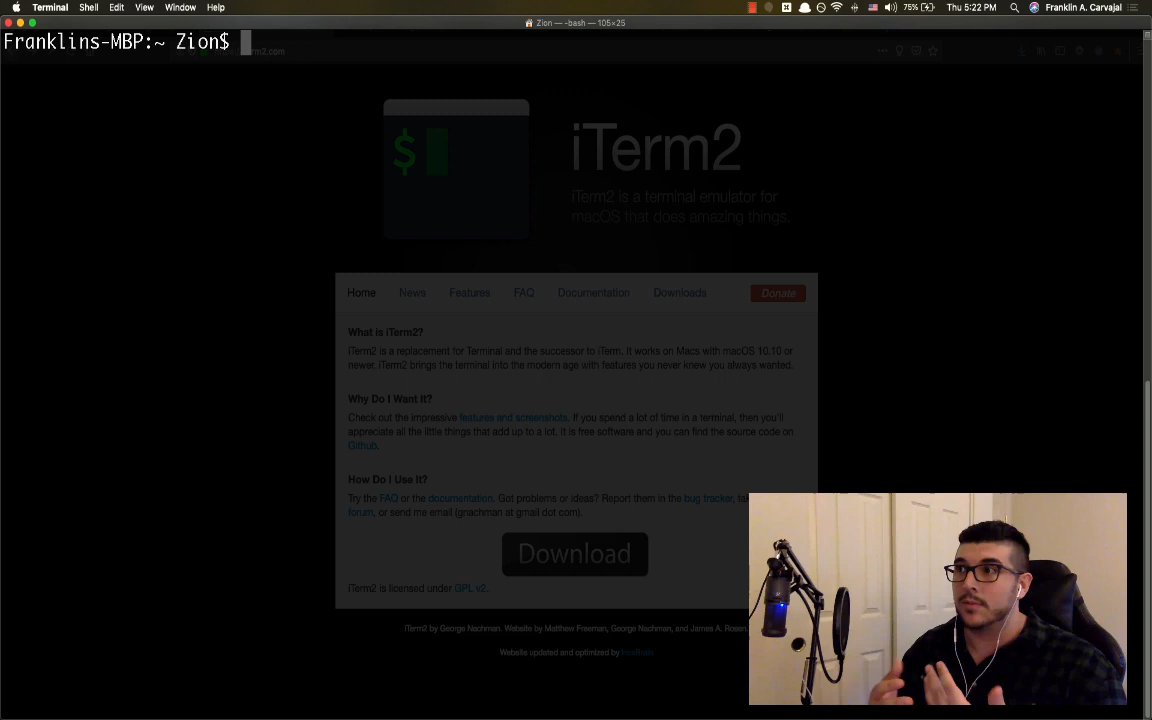 Terminal Shell Edit View Window Help 75% Thu 5:22 PM Franklin A. Carvajal
Zion — -bash — 105×25
Franklins-MBP:~ Zion$
rm2.com
$
iTerm2
iTerm2 is a terminal emulator for
macOS that does amazing things.
Home News Features FAQ Documentation Downloads Donate
What is iTerm2?
iTerm2 is a replacement for Terminal and the successor to iTerm. It works on Macs with macOS 10.10 or
newer. iTerm2 brings the terminal into the modern age with features you never knew you always wanted.
Why Do I Want It?
Check out the impressive features and screenshots. If you spend a lot of time in a terminal, then you'll
appreciate all the little things that add up to a lot. It is free software and you can find the source code on
Github.
How Do I Use It?
Try the FAQ or the documentation. Got problems or ideas? Report them in the bug tracker,
forum, or send me email (gnachman at gmail dot com).
Download
iTerm2 is licensed under GPL v2.
iTerm2 by George Nachman. Website by Matthew Freeman, George Nachman, and James A. Rosen.
Website updated and optimized by